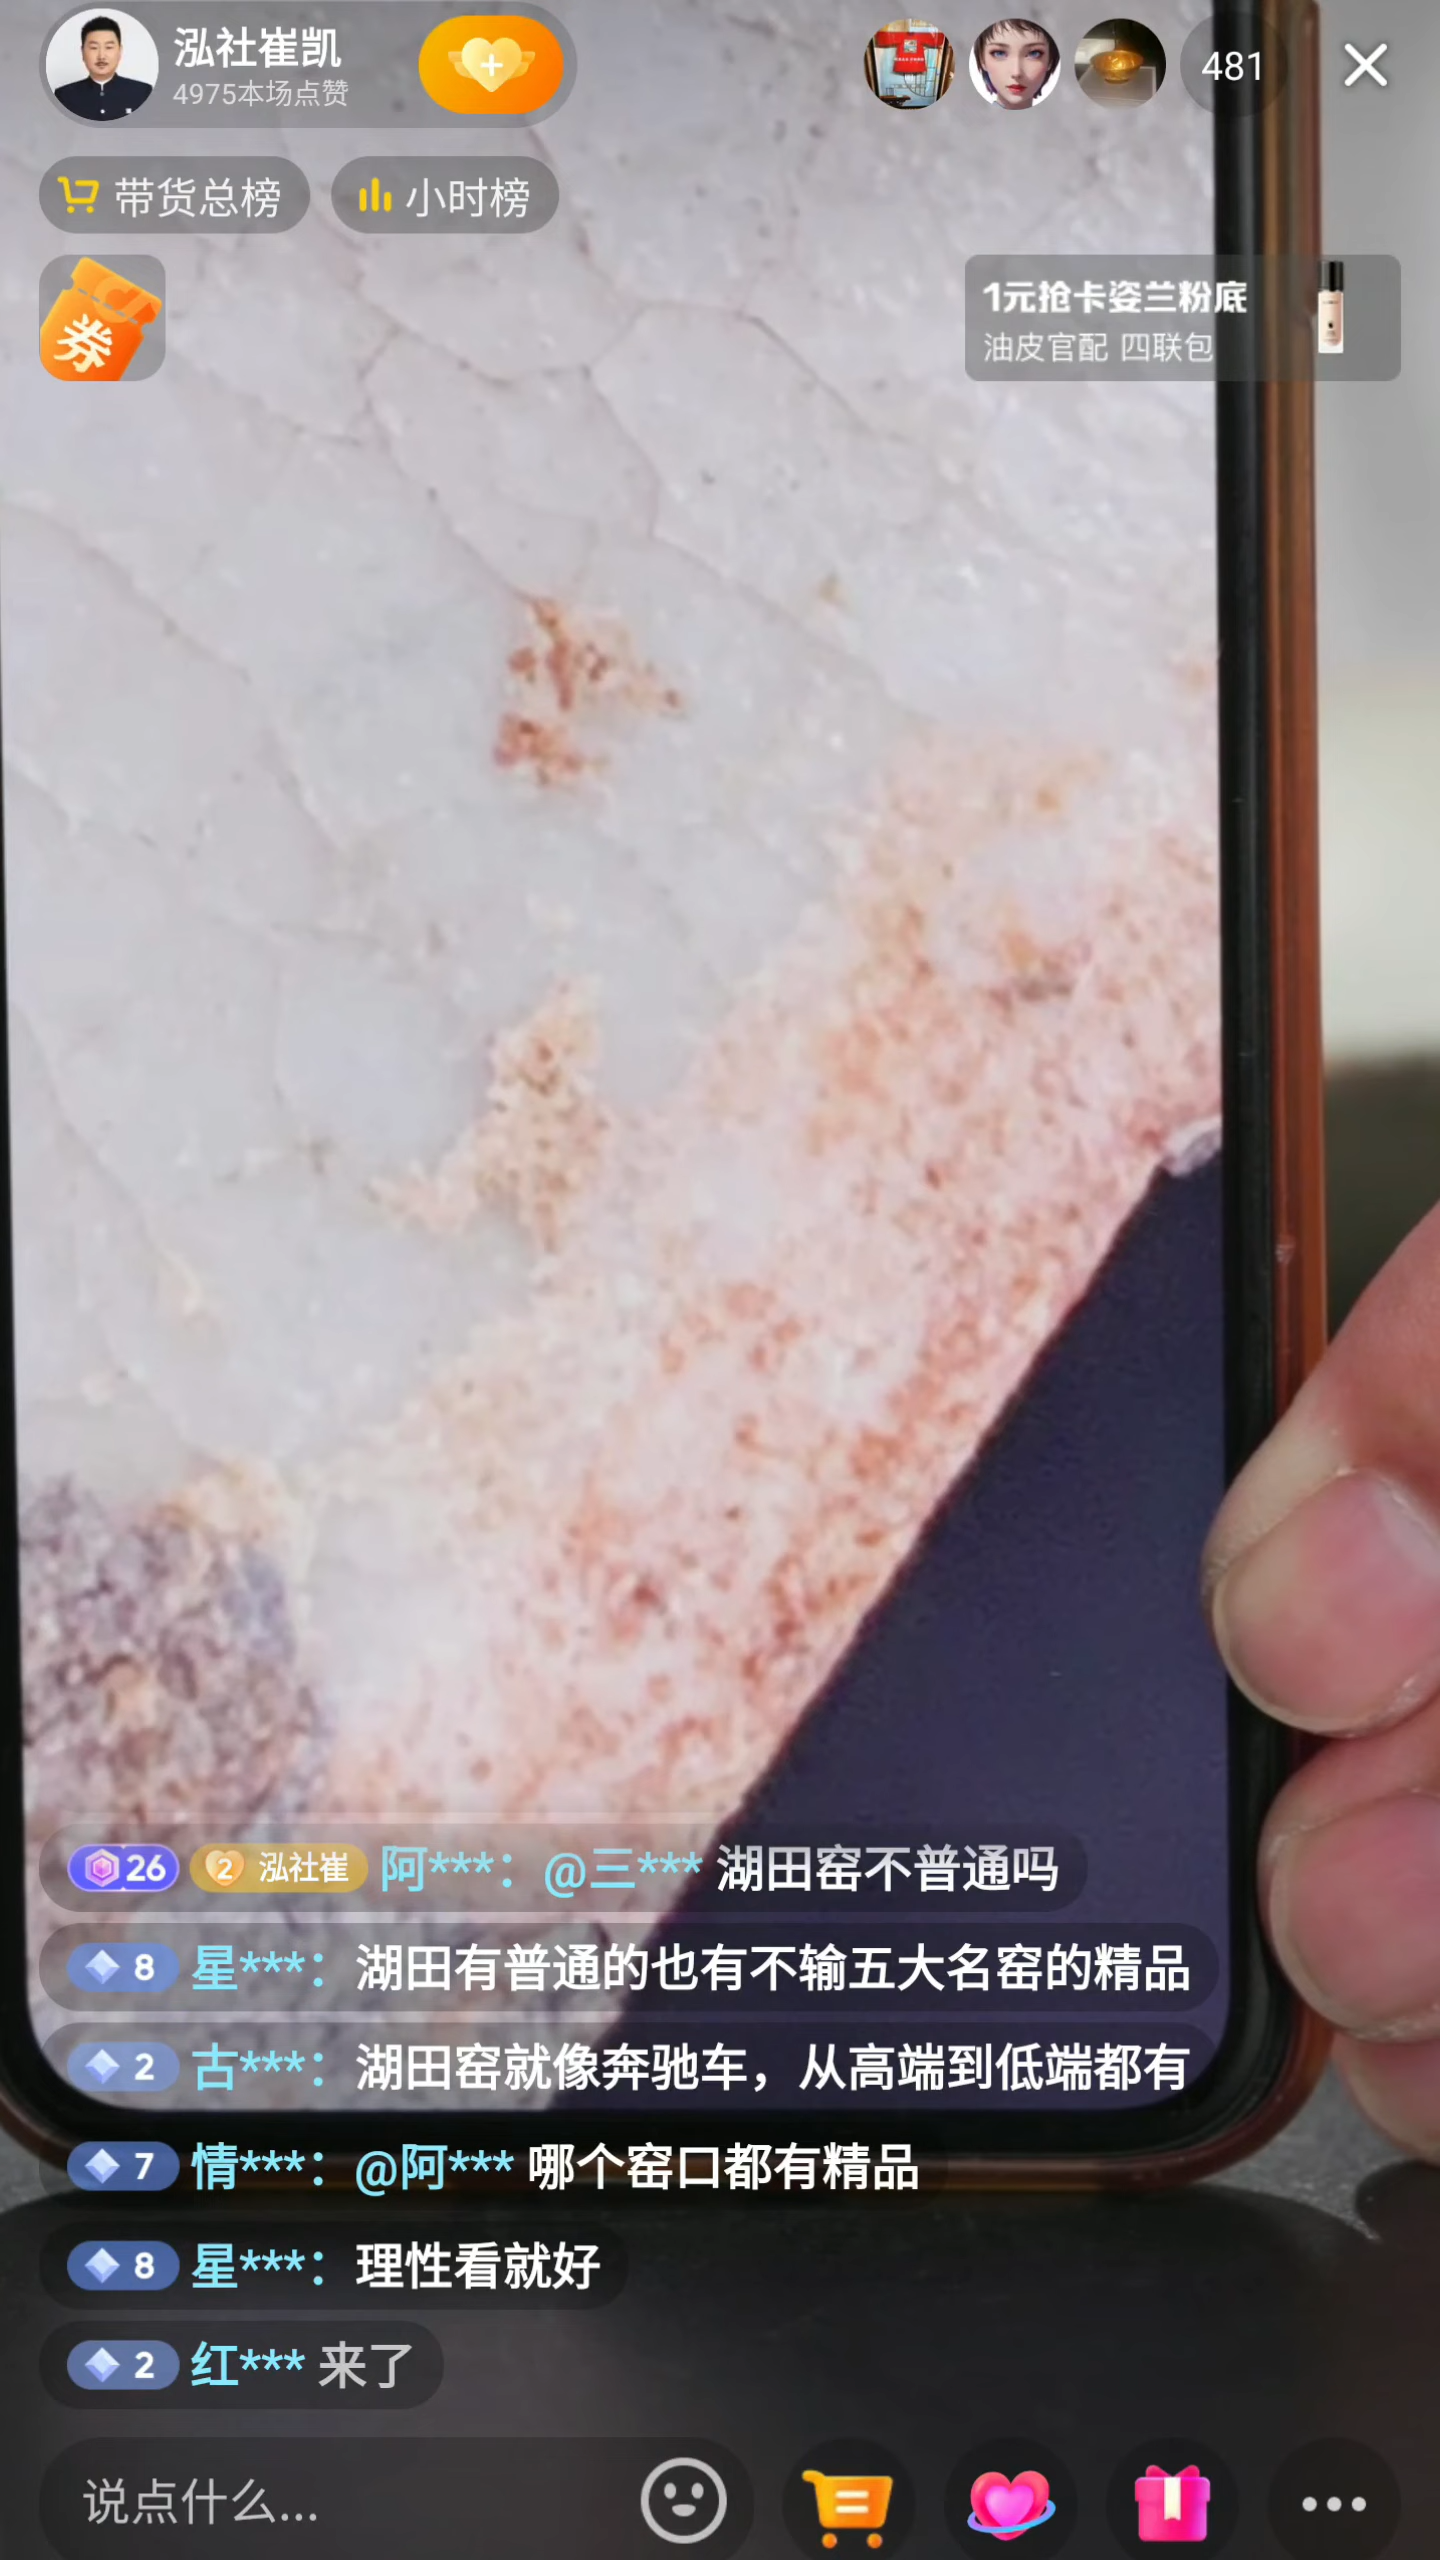 泓社崔凯
4975本场点赞
481
带货总榜
小时榜
券
1元抢卡姿兰粉底
油皮官配 四联包
26 2 泓社崔 阿***：@三*** 湖田窑不普通吗
8 星***：湖田有普通的也有不输五大名窑的精品
2 古***：湖田窑就像奔驰车，从高端到低端都有
7 情***：@阿*** 哪个窑口都有精品
8 星***：理性看就好
2 红*** 来了
说点什么...